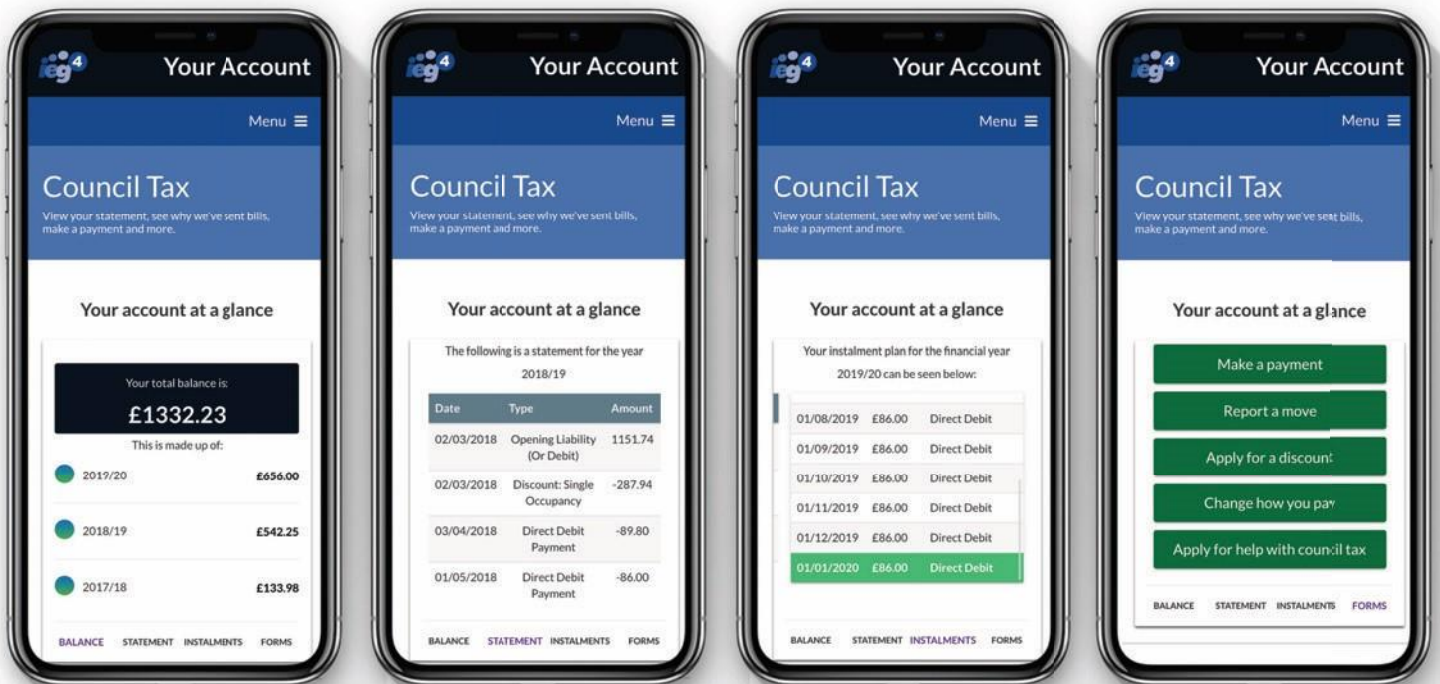 ieg4
Your Account
Menu
Council Tax
View your statement, see why we've sent bills,
make a payment and more.
Your account at a glance
Your total balance is:
£1332.23
This is made up of:
2019/20 £656.00
2018/19 £542.25
2017/18 £133.98
BALANCE STATEMENT INSTALMENTS FORMS
ieg4
Your Account
Menu
Council Tax
View your statement, see why we've sent bills,
make a payment and more.
Your account at a glance
The following is a statement for the year
2018/19
Date Type Amount
02/03/2018 Opening Liability 1151.74
(Or Debit)
02/03/2018 Discount: Single -287.94
Occupancy
03/04/2018 Direct Debit -89.80
Payment
01/05/2018 Direct Debit -86.00
Payment
BALANCE STATEMENT INSTALMENTS FORMS
ieg4
Your Account
Menu
Council Tax
View your statement, see why we've sent bills,
make a payment and more.
Your account at a glance
Your instalment plan for the financial year
2019/20 can be seen below:
01/08/2019 £86.00 Direct Debit
01/09/2019 £86.00 Direct Debit
01/10/2019 £86.00 Direct Debit
01/11/2019 £86.00 Direct Debit
01/12/2019 £86.00 Direct Debit
01/01/2020 £86.00 Direct Debit
BALANCE STATEMENT INSTALMENTS FORMS
ieg4
Your Account
Menu
Council Tax
View your statement, see why we've sent bills,
make a payment and more.
Your account at a glance
Make a payment
Report a move
Apply for a discount
Change how you pay
Apply for help with council tax
BALANCE STATEMENT INSTALMENTS FORMS